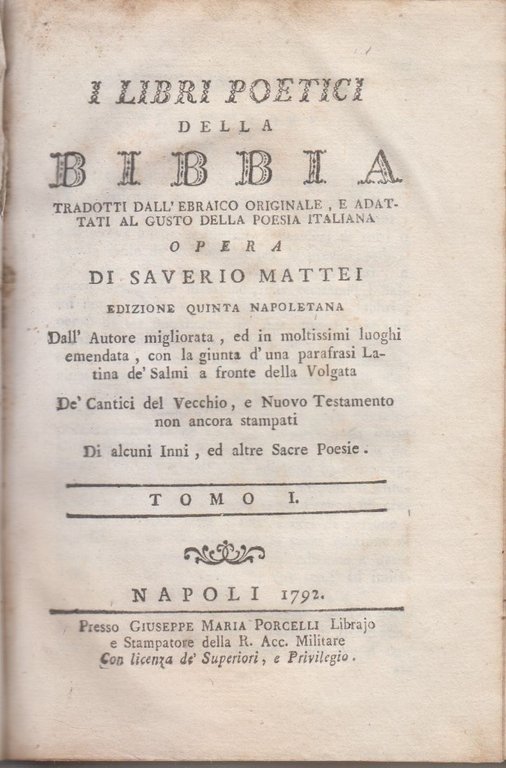 I LIBRI POETICI
DELLA
BIBBIA
TRADOTTI DALL' EBRAICO ORIGINALE, E ADAT-
TATI AL GUSTO DELLA POESIA ITALIANA
OPERA
DI SAVERIO MATTEI
EDIZIONE QUINTA NAPOLETANA
Dall' Autore migliorata, ed in moltissimi luoghi
emendata, con la giunta d' una parafrasi La-
tina de' Salmi a fronte della Volgata
De' Cantici del Vecchio, e Nuovo Testamento
non ancora stampati
Di alcuni Inni, ed altre Sacre Poesie.
TOMO I.
NAPOLI 1792.
Presso GIUSEPPE MARIA PORCELLI Librajo
e Stampatore della R. Acc. Militare
Con licenza de' Superiori, e Privilegio.